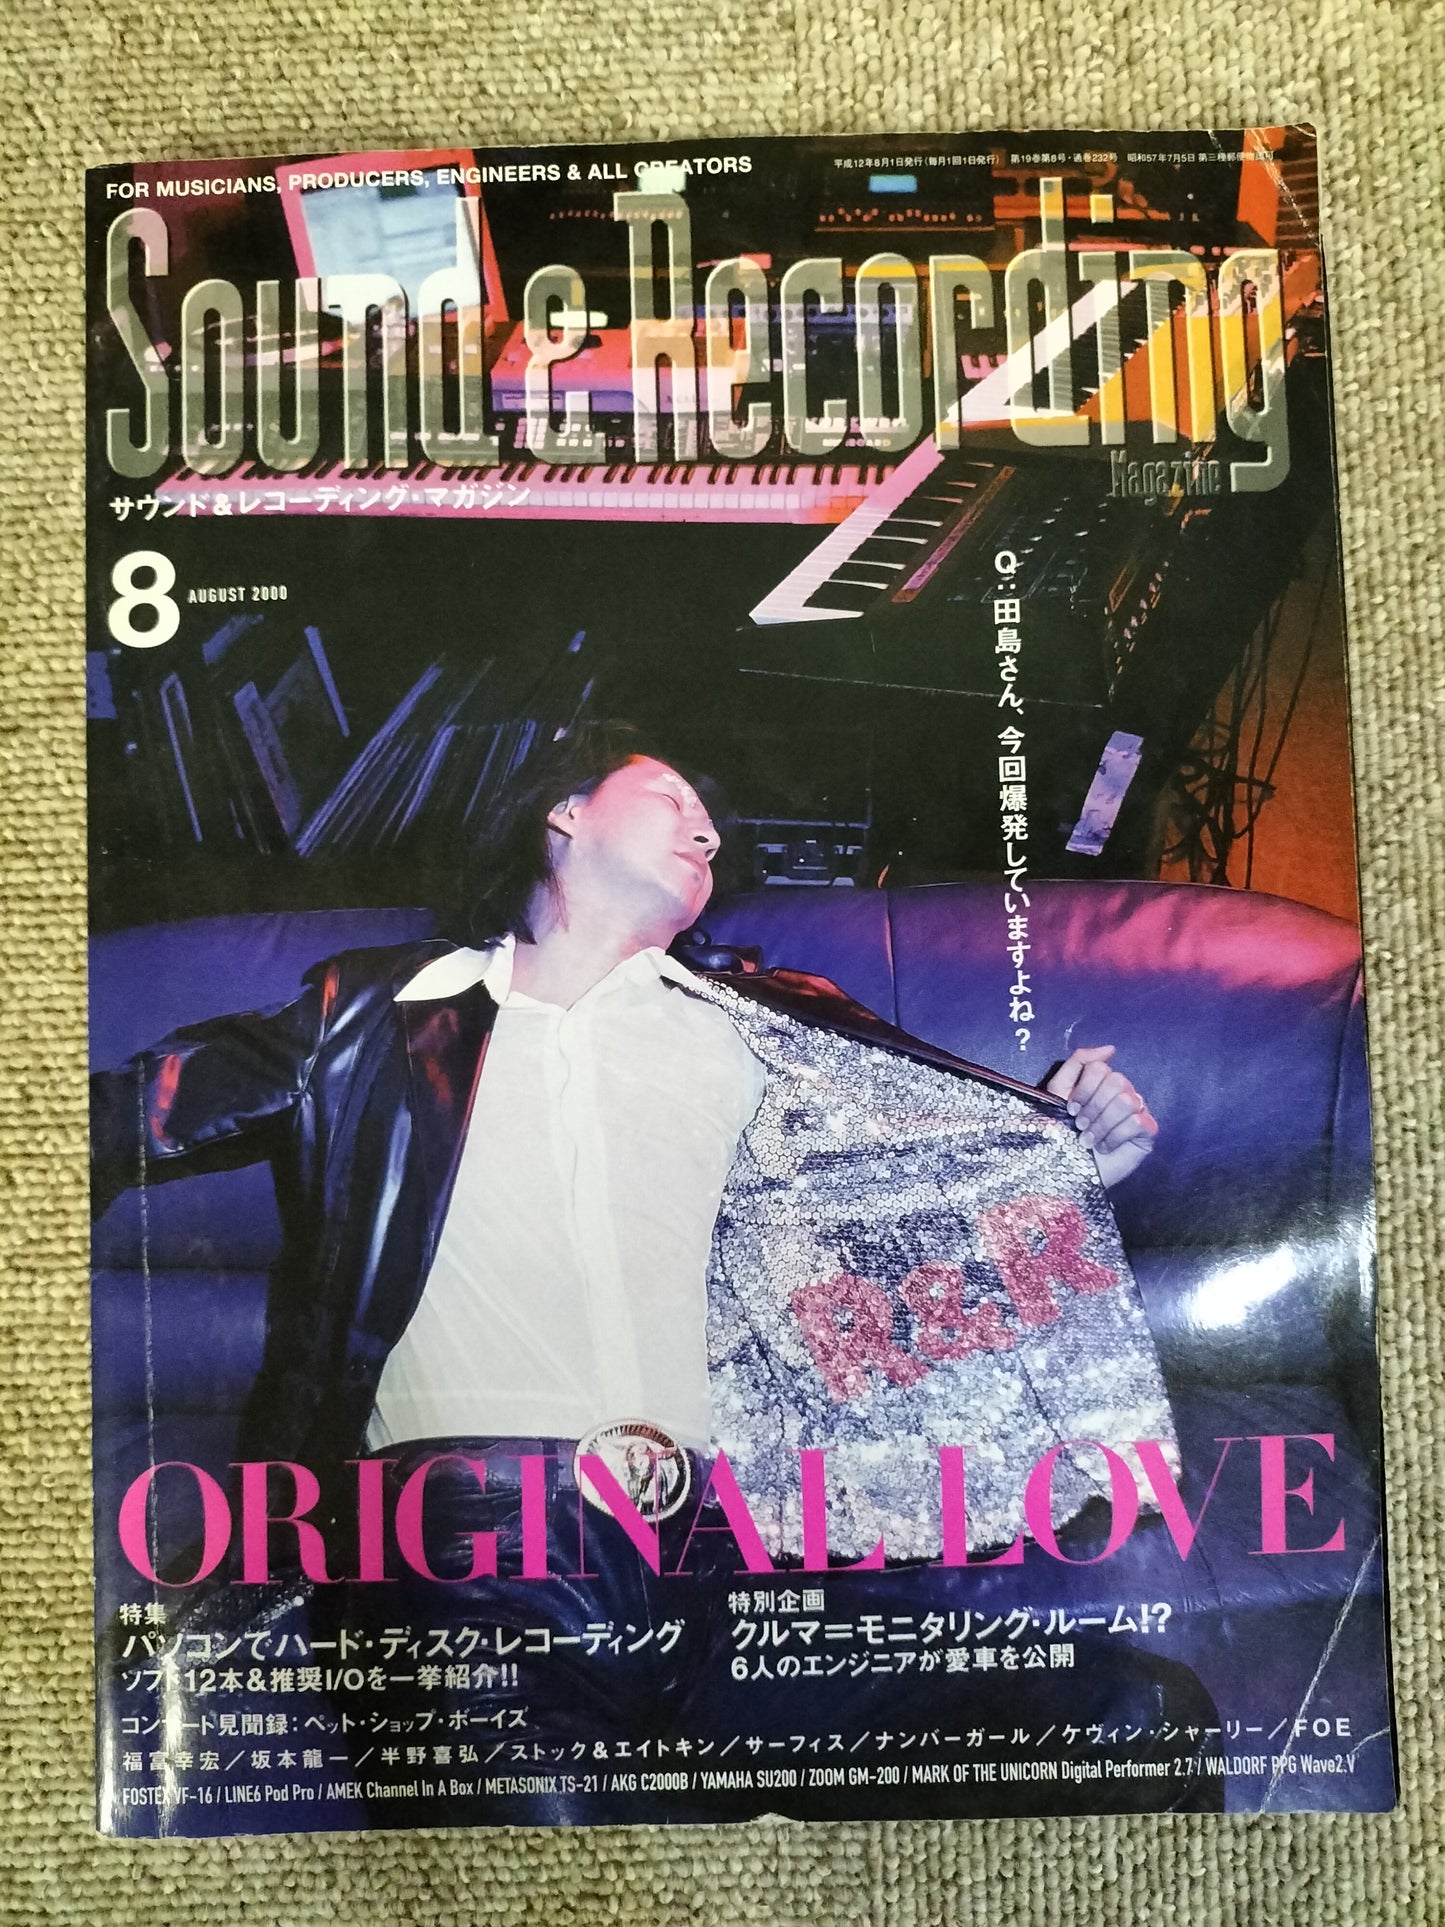 FOR MUSICIANS, PRODUCERS, ENGINEERS & ALL CREATORS
平成12年8月1日発行(毎月1回1日発行) 第19巻第8号・通巻232号 昭和57年7月5日 第三種郵便物認可
Sound & Recording
Magazine
サウンド&レコーディング・マガジン
8 AUGUST 2000
Q:田島さん、今回爆発していますよね?
R&R
ORIGINAL LOVE
特集
パソコンでハード・ディスク・レコーディング
ソフト12本&推奨I/Oを一挙紹介!!
特別企画
クルマ=モニタリング・ルーム!?
6人のエンジニアが愛車を公開
コンサート見聞録:ペット・ショップ・ボーイズ
福富幸宏/坂本龍一/半野喜弘/ストック&エイトキン/サーフィス/ナンバーガール/ケヴィン・シャーリー/FOE
FOSTEX VF-16 / LINE6 Pod Pro / AMEK Channel In A Box / METASONIX TS-21 / AKG C2000B / YAMAHA SU200 / ZOOM GM-200 / MARK OF THE UNICORN Digital Performer 2.7 / WALDORF PPG Wave2.V